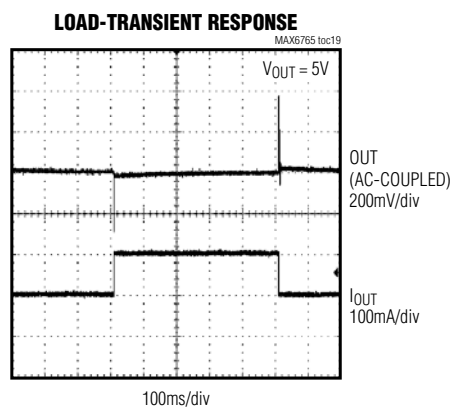 LOAD-TRANSIENT RESPONSE
MAX6765 toc19
VOUT = 5V
OUT
(AC-COUPLED)
200mV/div
IOUT
100mA/div
100ms/div